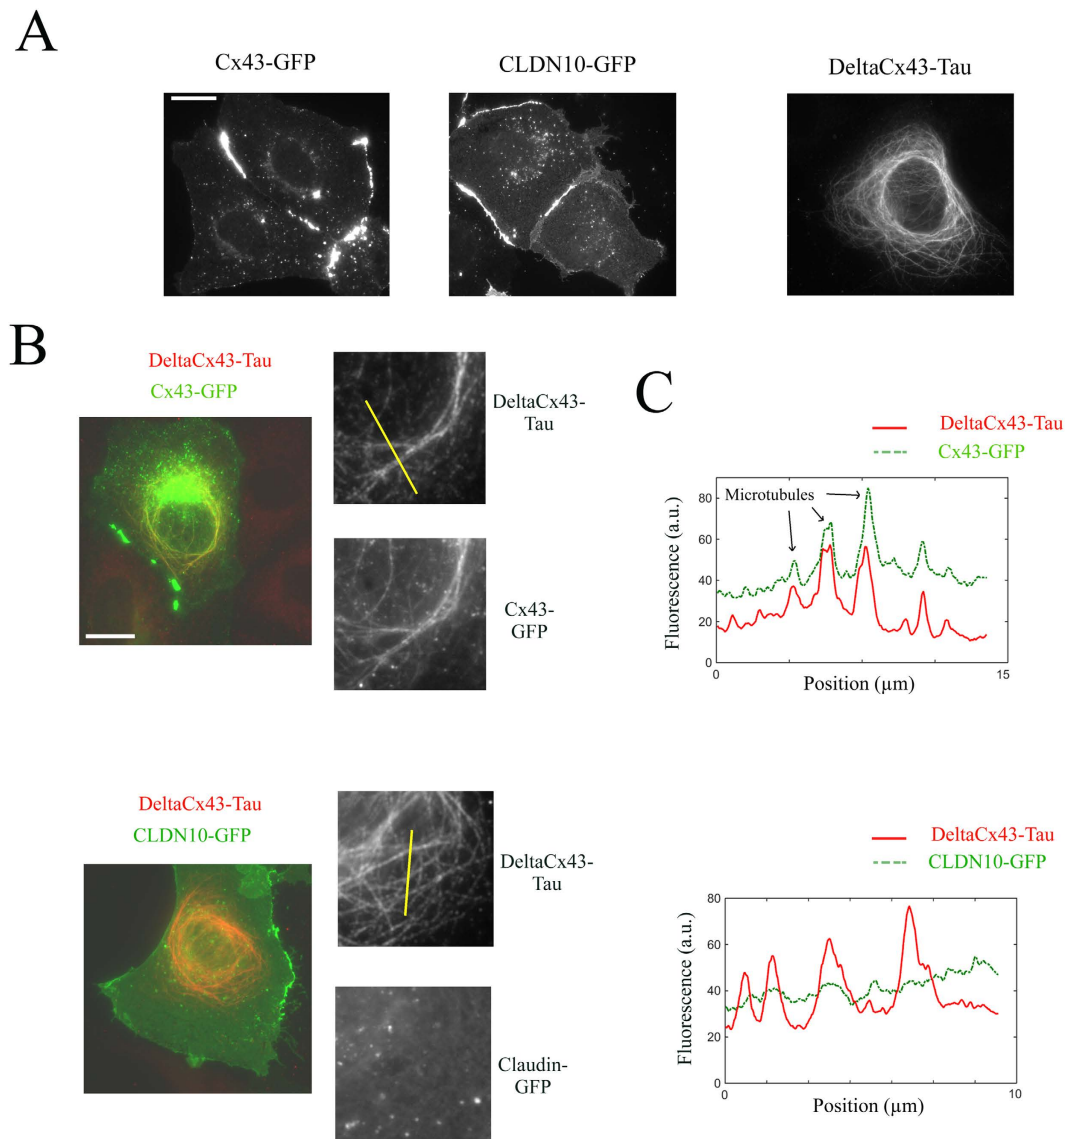 A
Cx43-GFP
CLDN10-GFP
DeltaCx43-Tau
B
DeltaCx43-Tau
Cx43-GFP
DeltaCx43-
Tau
Cx43-
GFP
C
DeltaCx43-Tau
Cx43-GFP
Microtubules
Fluorescence (a.u.)
80
60
40
20
0
0
15
Position (µm)
DeltaCx43-Tau
CLDN10-GFP
DeltaCx43-
Tau
Claudin-
GFP
DeltaCx43-Tau
CLDN10-GFP
Fluorescence (a.u.)
80
60
40
20
0
0
10
Position (µm)